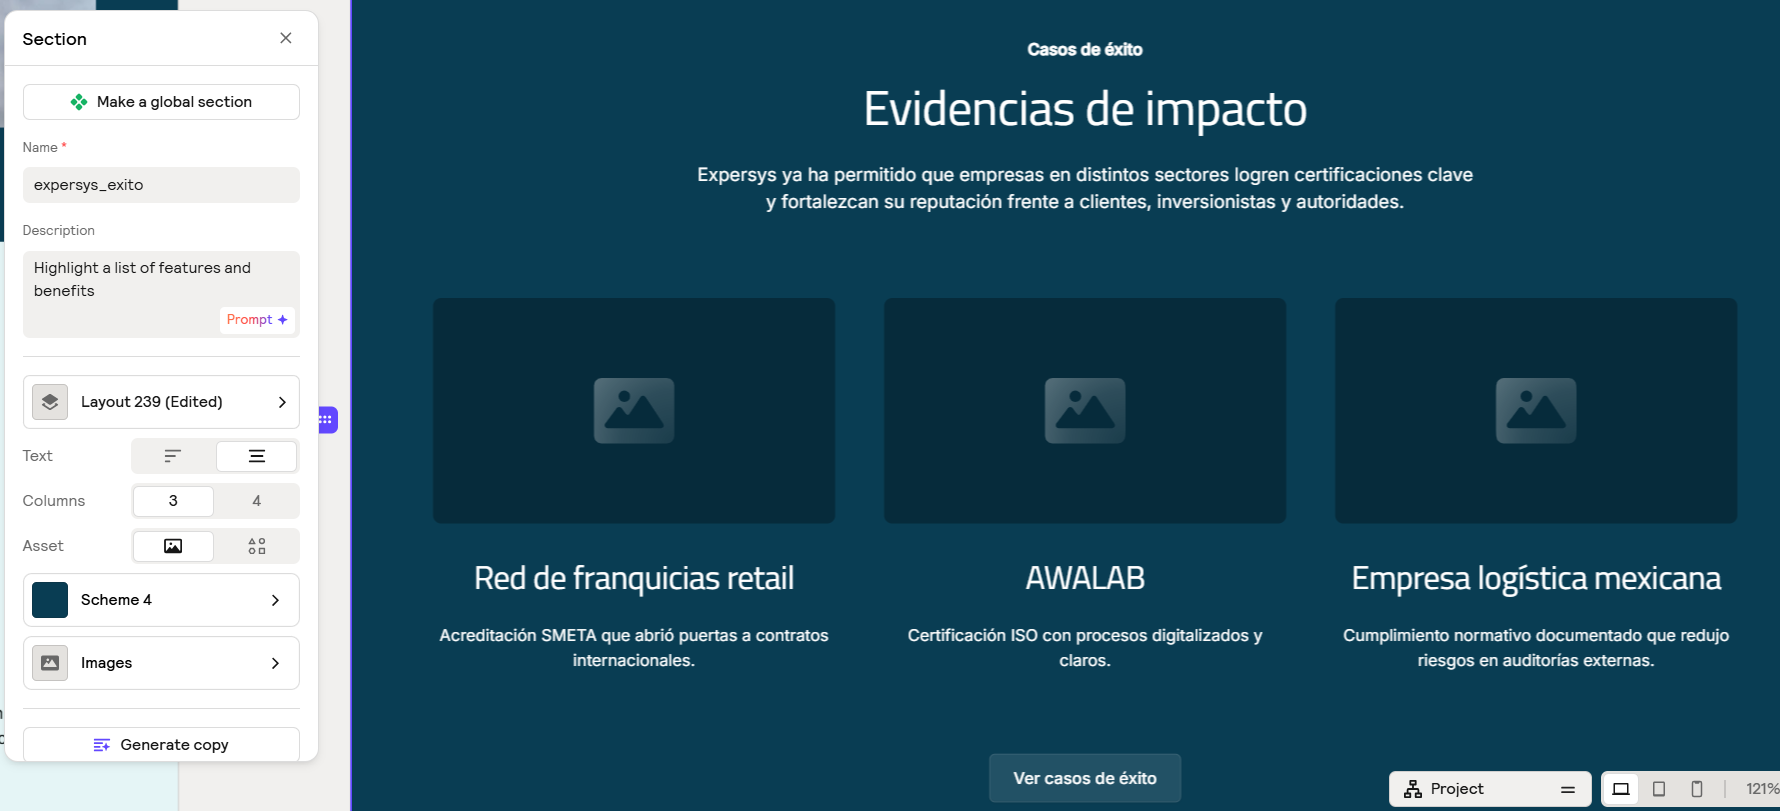 Section
Make a global section
Name *
expersys_exito
Description
Highlight a list of features and
benefits
Prompt
Layout 239 (Edited)
Text
Columns
3
4
Asset
Scheme 4
Images
Generate copy
Casos de éxito
Evidencias de impacto
Expersys ya ha permitido que empresas en distintos sectores logren certificaciones clave
y fortalezcan su reputación frente a clientes, inversionistas y autoridades.
Red de franquicias retail
Acreditación SMETA que abrió puertas a contratos
internacionales.
AWALAB
Certificación ISO con procesos digitalizados y
claros.
Empresa logística mexicana
Cumplimiento normativo documentado que redujo
riesgos en auditorías externas.
Ver casos de éxito
Project
121%